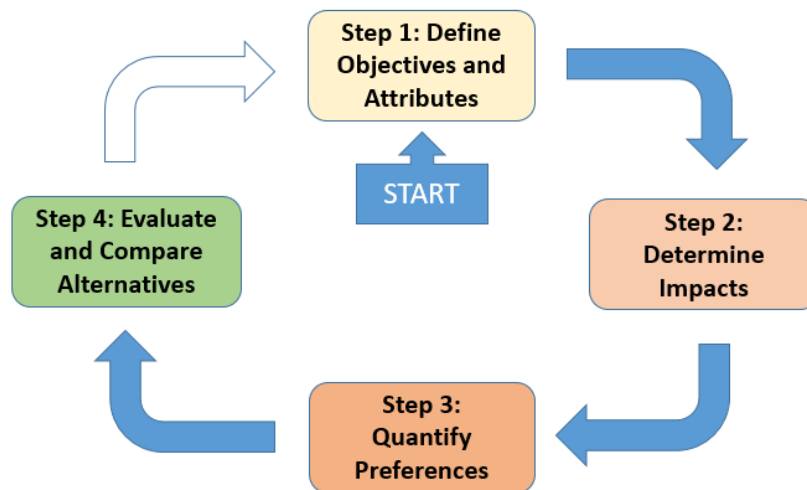 Step 1: Define
Objectives and
Attributes
START
Step 2:
Determine
Impacts
Step 3:
Quantify
Preferences
Step 4: Evaluate
and Compare
Alternatives